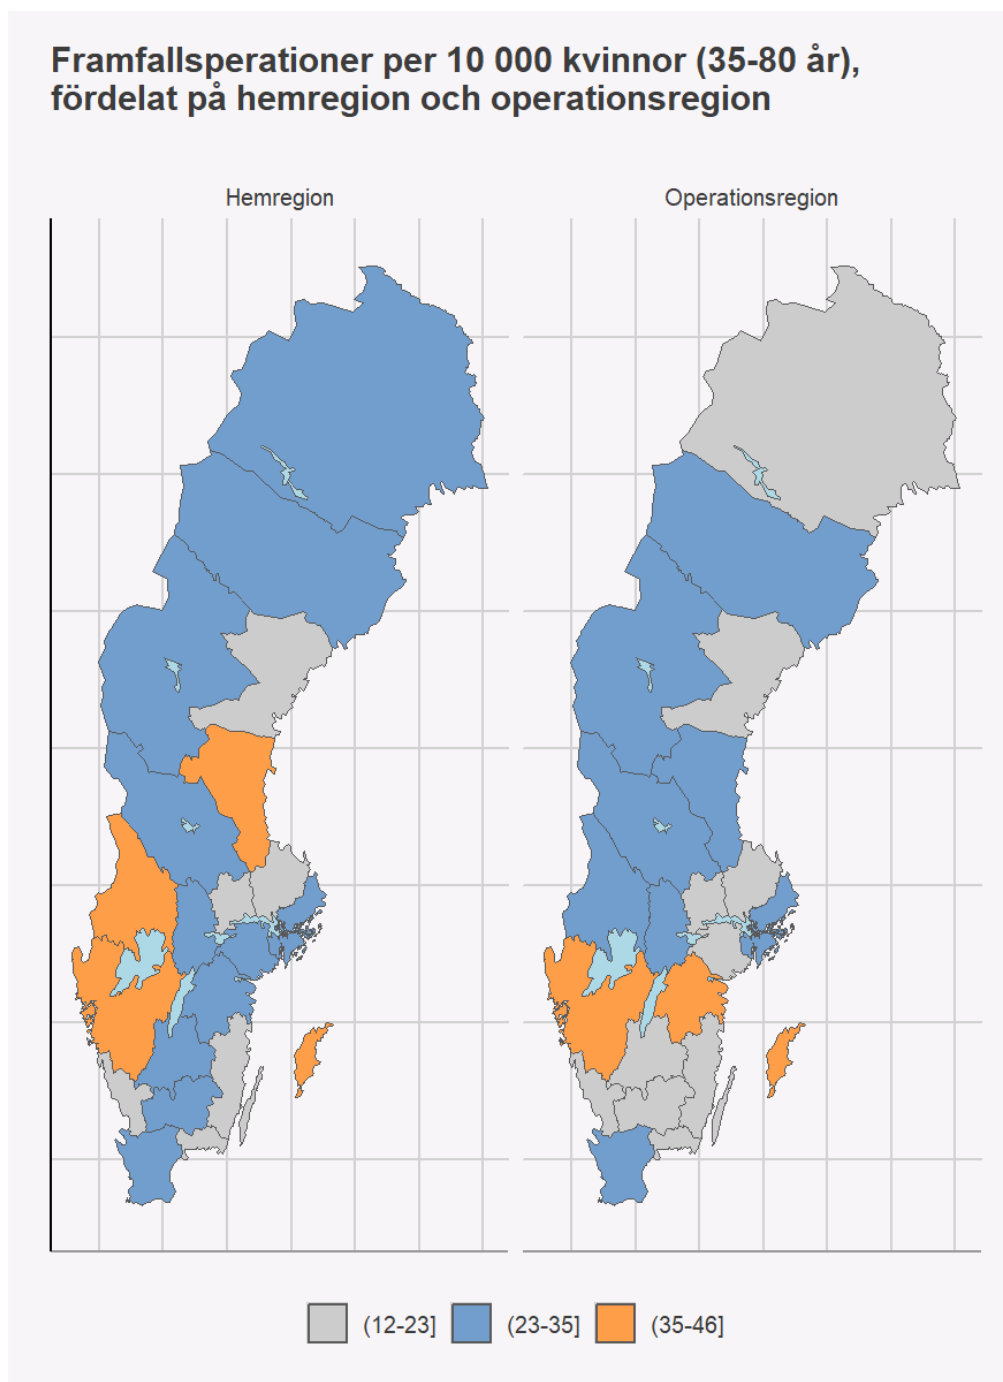 Framfallsperationer per 10 000 kvinnor (35-80 år),
fördelat på hemregion och operationsregion
Hemregion
Operationsregion
(12-23]
(23-35]
(35-46]